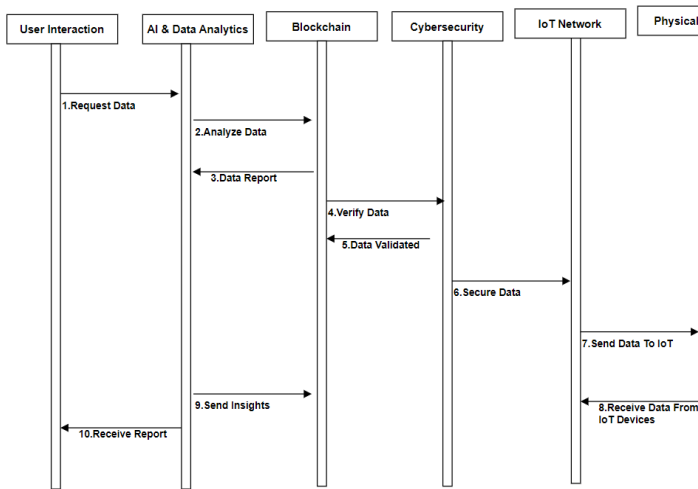 User Interaction
AI & Data Analytics
Blockchain
Cybersecurity
IoT Network
Physical
1.Request Data
2.Analyze Data
3.Data Report
4.Verify Data
5.Data Validated
6.Secure Data
7.Send Data To IoT
8.Receive Data From
IoT Devices
9.Send Insights
10.Receive Report